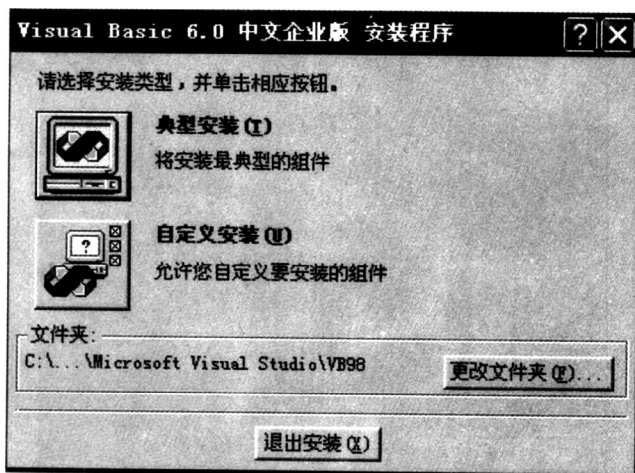 Visual Basic 6.0 中文企业版 安装程序
请选择安装类型，并单击相应按钮。
典型安装(T)
将安装最典型的组件
自定义安装(U)
允许您自定义要安装的组件
文件夹:
C:\...\Microsoft Visual Studio\VB98
更改文件夹(F)...
退出安装(X)